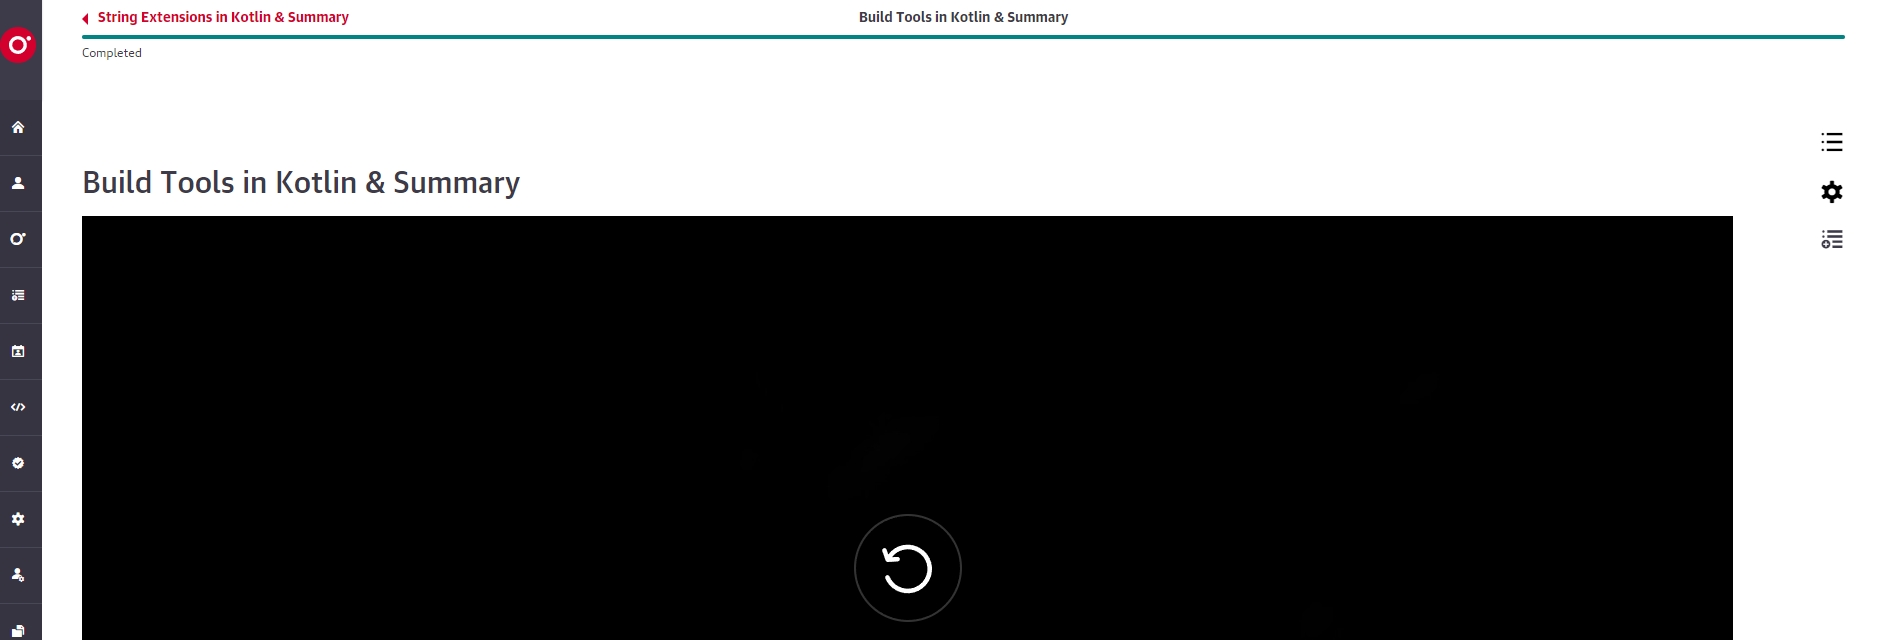 String Extensions in Kotlin & Summary
Build Tools in Kotlin & Summary
Completed
Build Tools in Kotlin & Summary